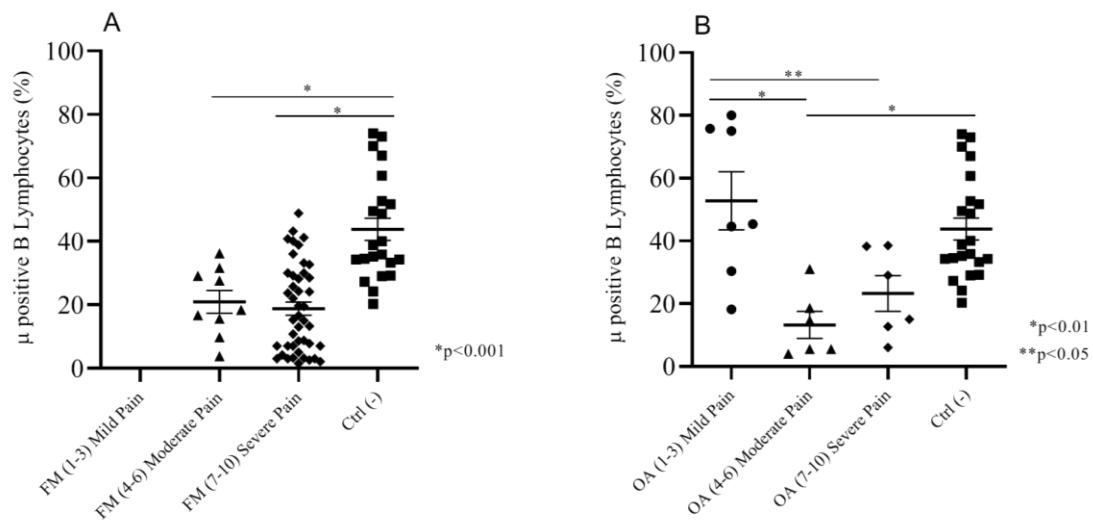 A
μ positive B Lymphocytes (%)
100
80
60
40
20
0
*
*
FM (1-3) Mild Pain
FM (4-6) Moderate Pain
FM (7-10) Severe Pain
Ctrl (-)
*p<0.001
B
μ positive B Lymphocytes (%)
100
80
60
40
20
0
**
*
*
OA (1-3) Mild Pain
OA (4-6) Moderate Pain
OA (7-10) Severe Pain
Ctrl (-)
*p<0.01
**p<0.05